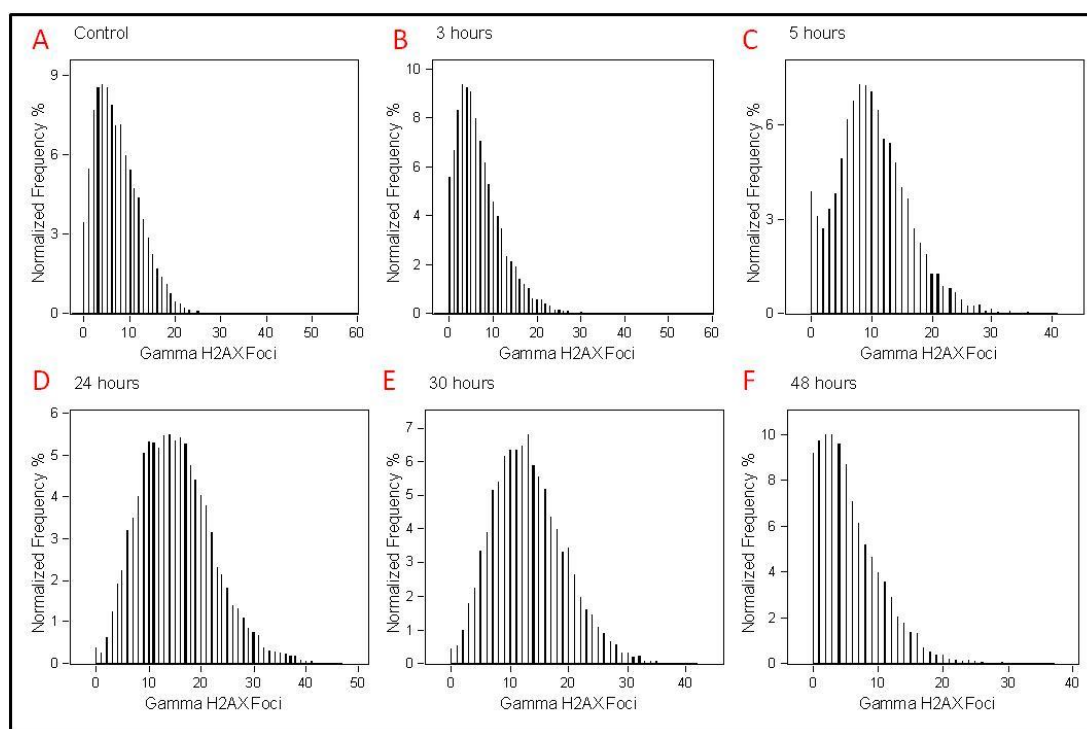 A Control
B 3 hours
C 5 hours
Normalized Frequency %
9
6
3
0
0 10 20 30 40 50 60
Gamma H2AX Foci
Normalized Frequency %
10
8
6
4
2
0
0 10 20 30 40 50 60
Gamma H2AX Foci
Normalized Frequency %
6
3
0
0 10 20 30 40
Gamma H2AX Foci
D 24 hours
E 30 hours
F 48 hours
Normalized Frequency %
6
5
4
3
2
1
0
0 10 20 30 40 50
Gamma H2AX Foci
Normalized Frequency %
7
6
5
4
3
2
1
0
0 10 20 30 40
Gamma H2AX Foci
Normalized Frequency %
10
8
6
4
2
0
0 10 20 30 40
Gamma H2AX Foci